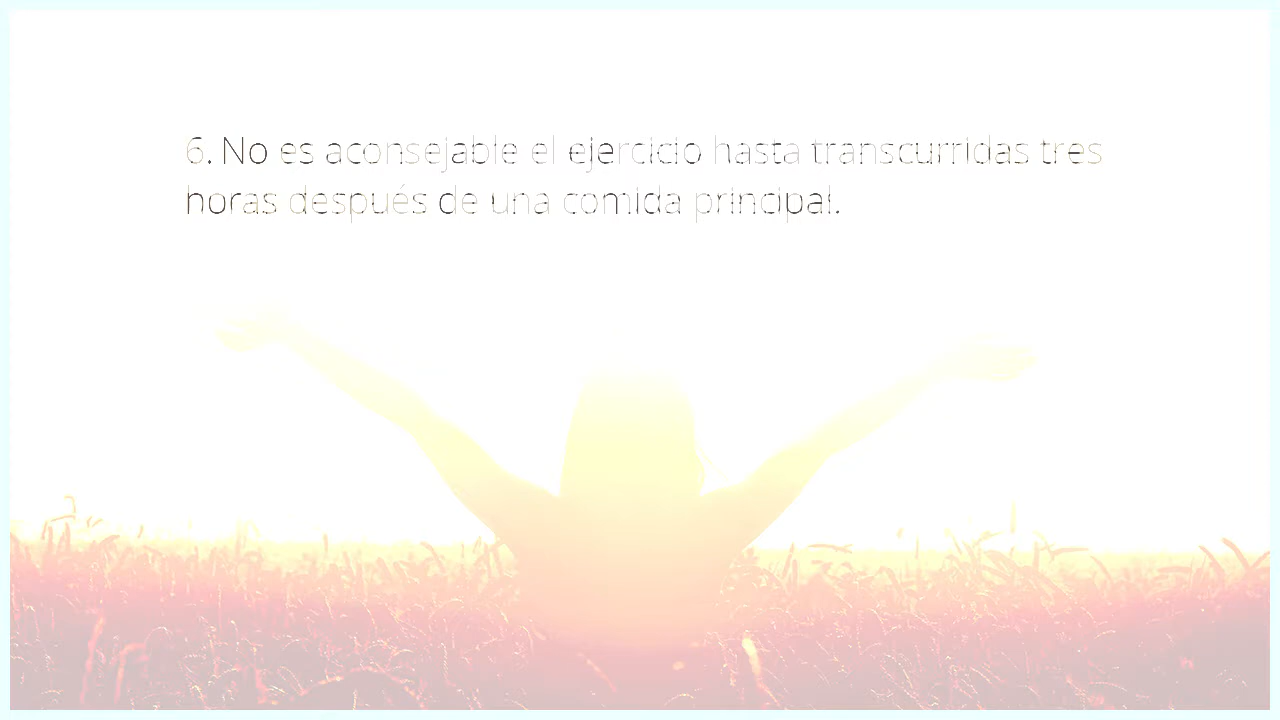 6. No es aconsejable el ejercicio hasta transcurridas tres
horas después de una comida principal.